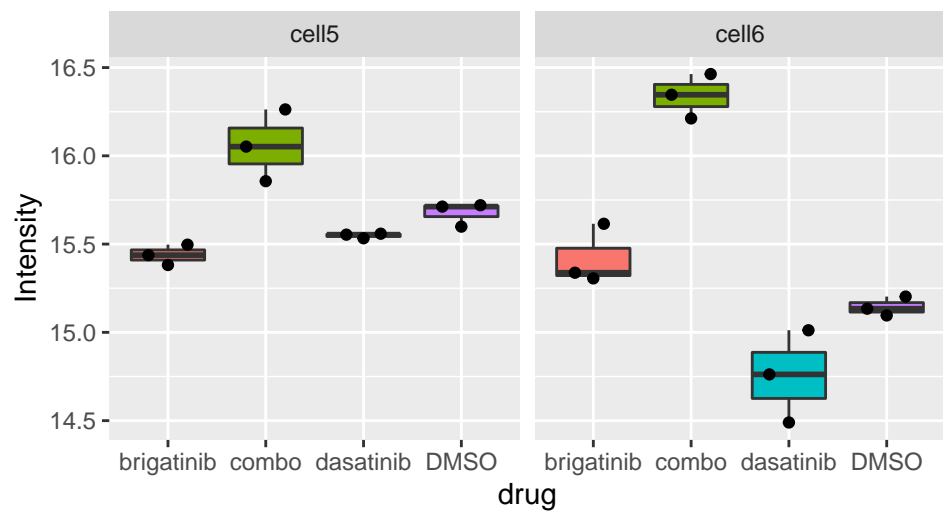 cell5 cell6
16.5
16.0
15.5
15.0
14.5
Intensity
brigatinib combo dasatinib DMSO brigatinib combo dasatinib DMSO
drug